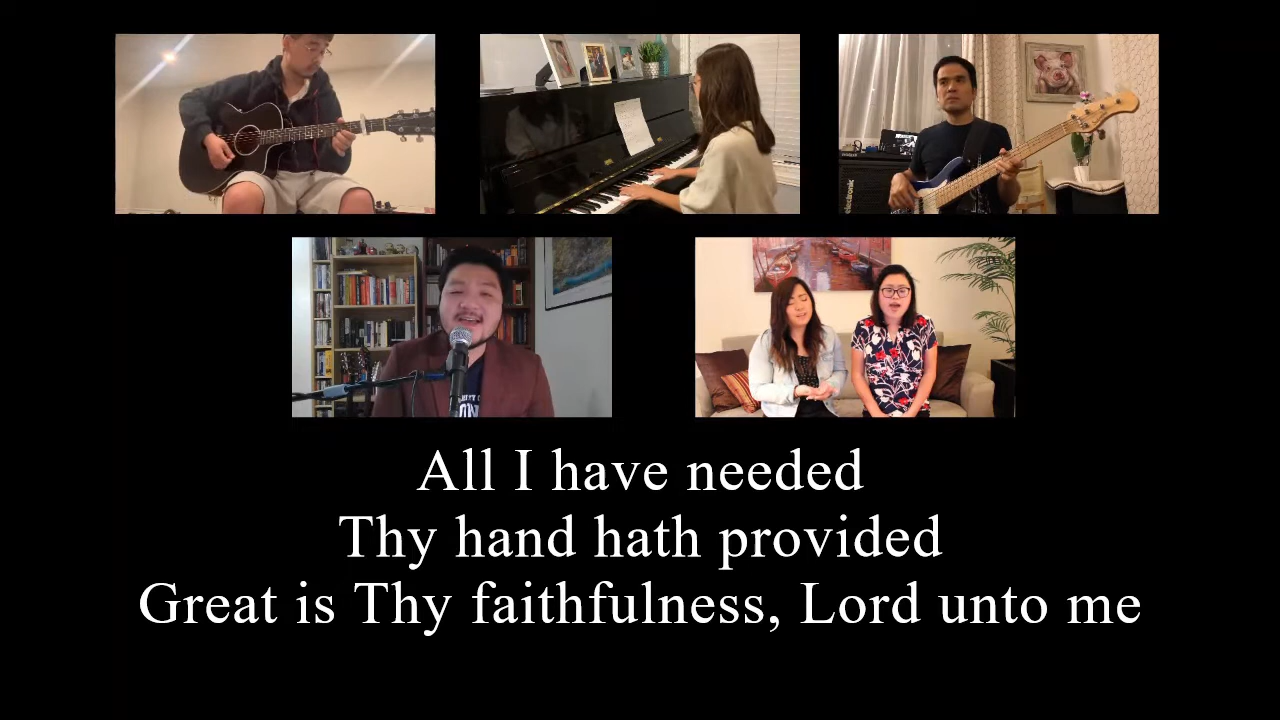 All I have needed
Thy hand hath provided
Great is Thy faithfulness, Lord unto me